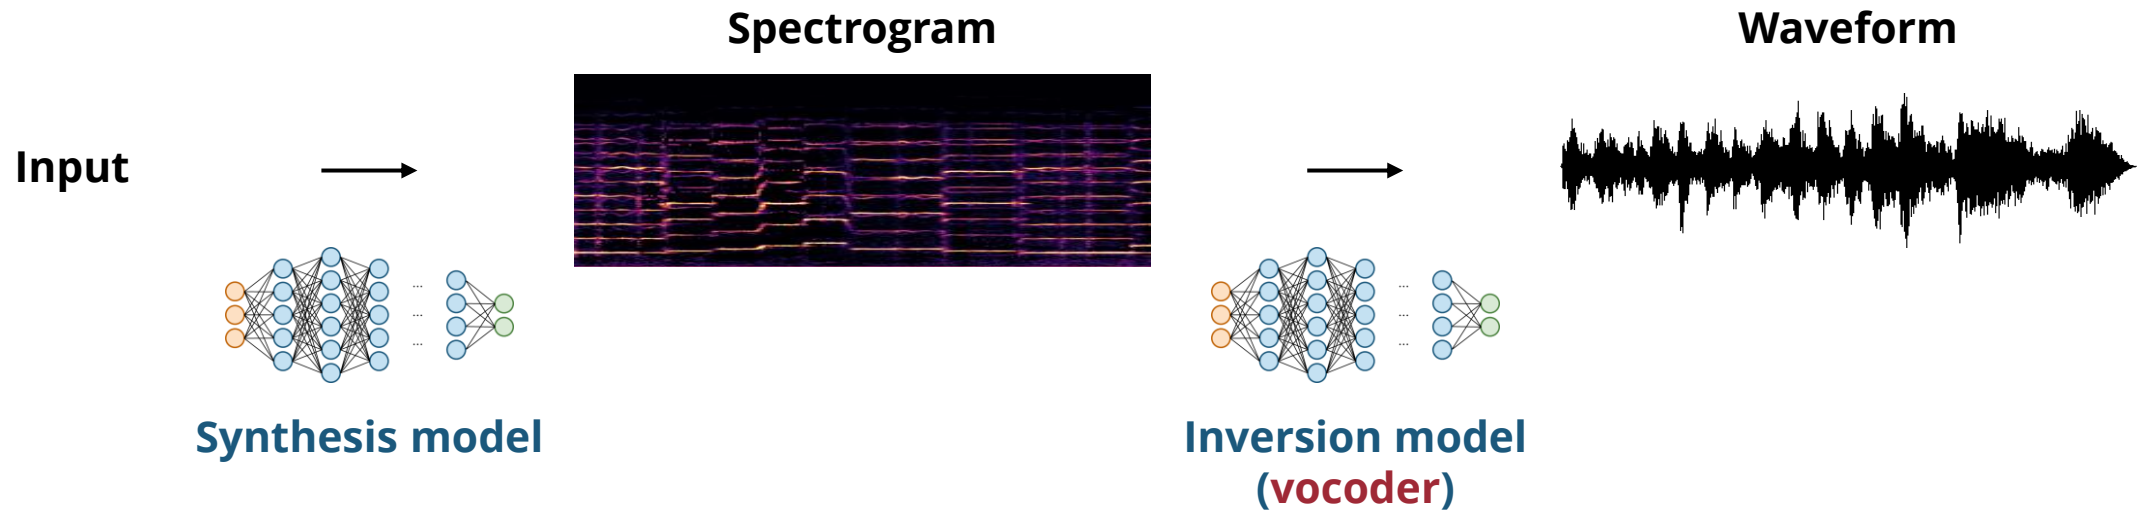 Spectrogram
Waveform
Input
...
...
...
...
...
...
Synthesis model
Inversion model
(vocoder)